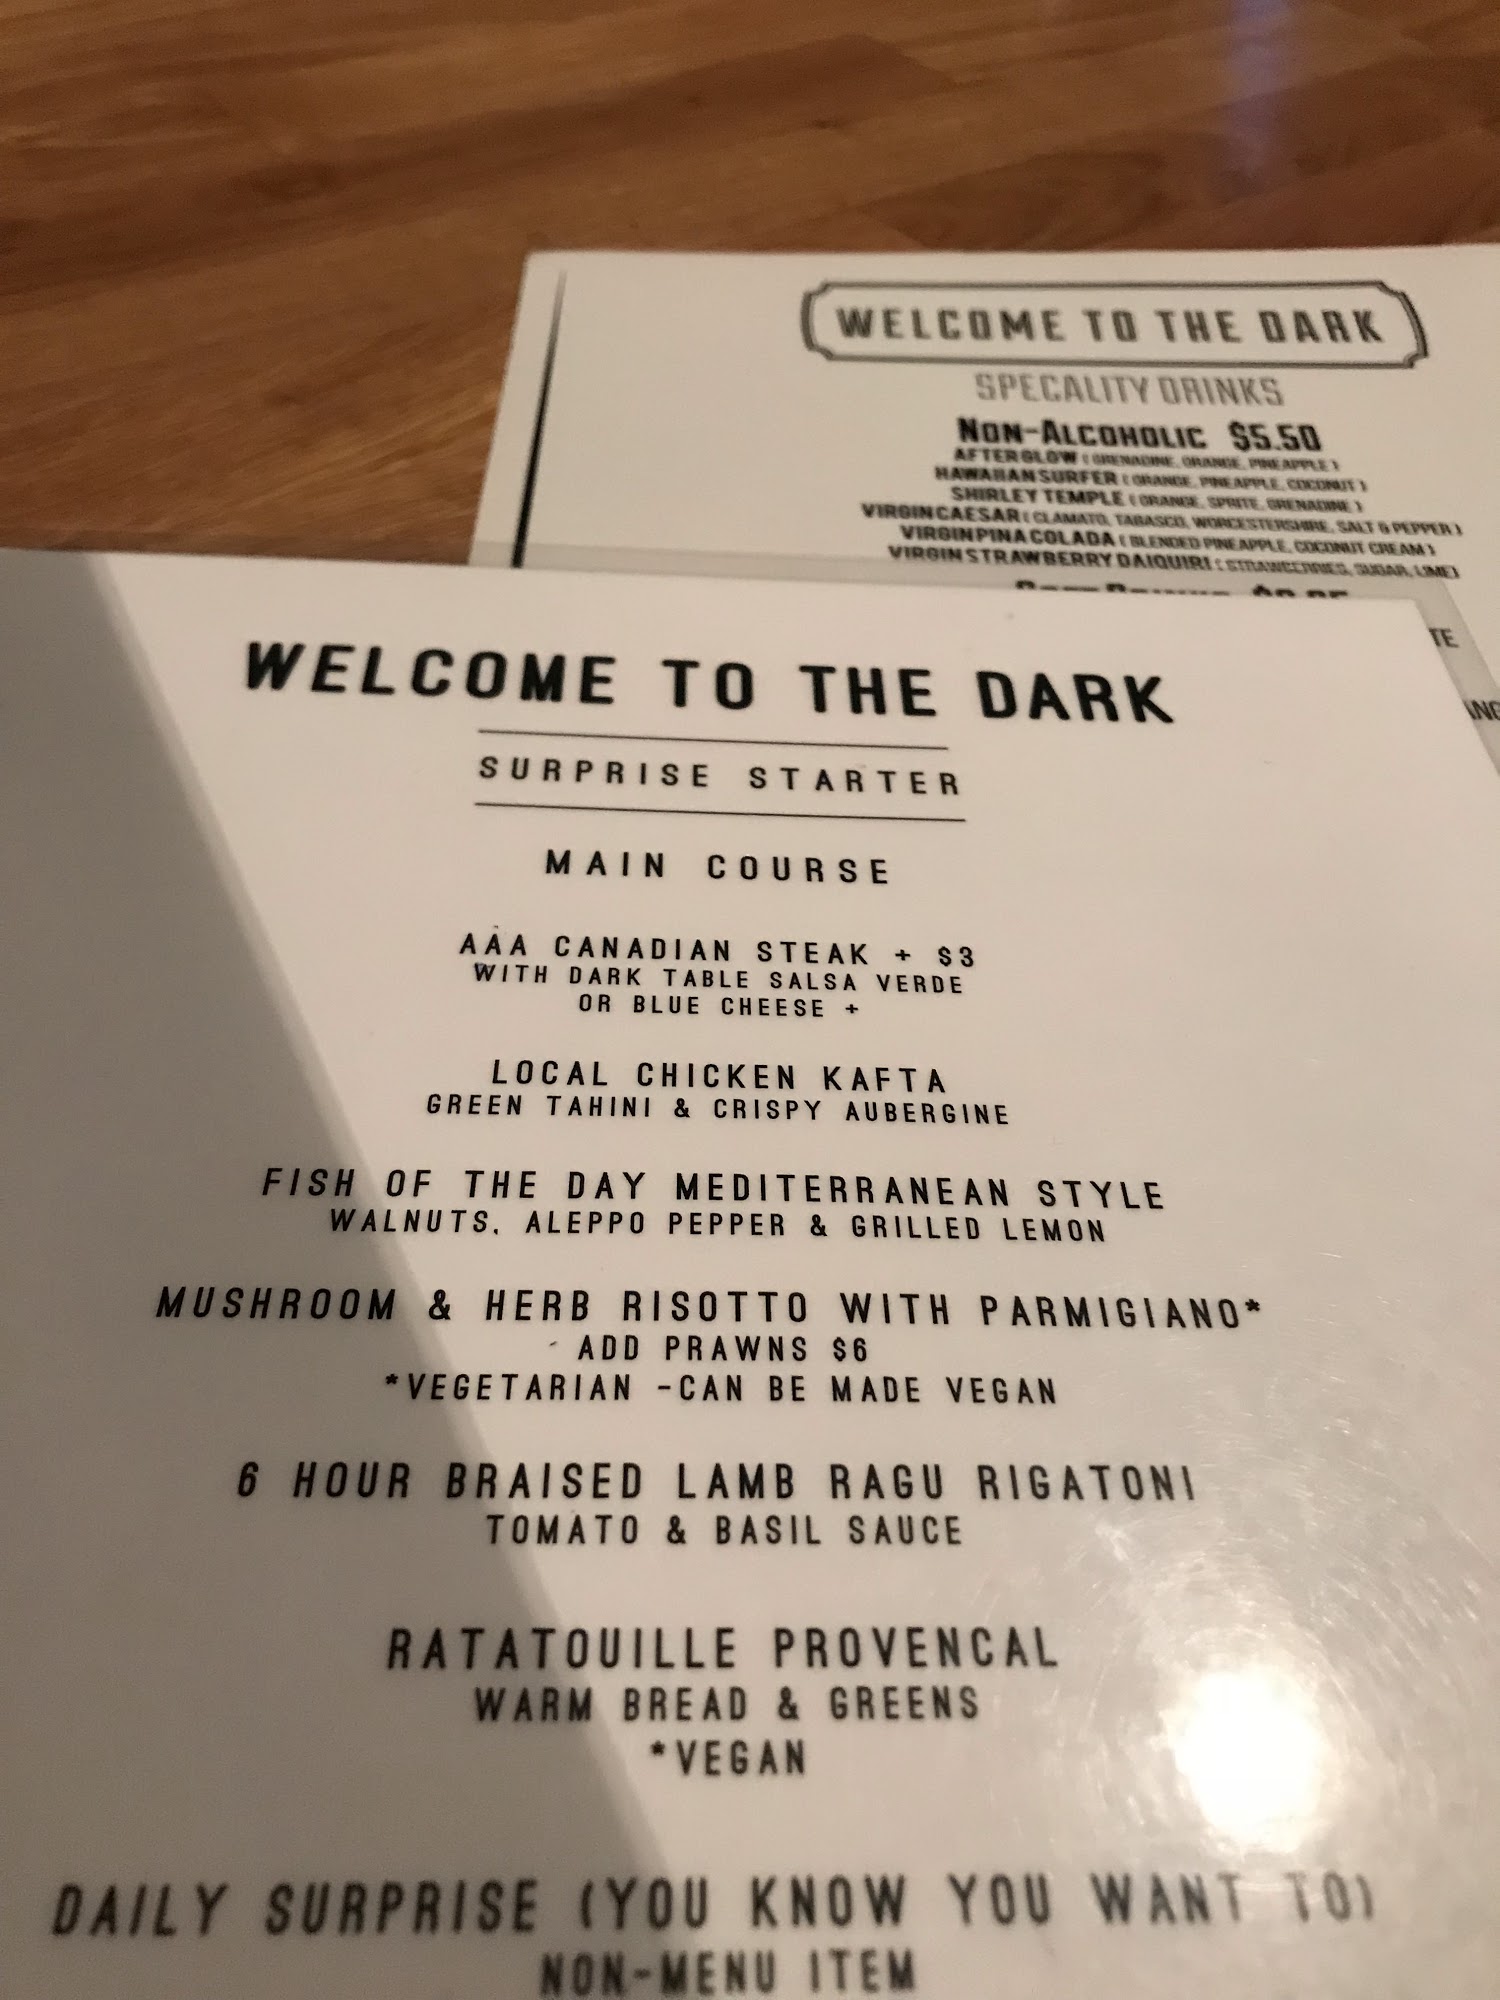 WELCOME TO THE DARK
SPECALITY DRINKS
NON-ALCOHOLIC $5.50
AFTERGLOW (GRENADINE, ORANGE, PINEAPPLE)
HAWAIIAN SURFER (ORANGE, PINEAPPLE, COCONUT)
SHIRLEY TEMPLE (ORANGE, SPRITE, GRENADINE)
VIRGIN CAESAR (CLAMATO, TABASCO, WORCESTERSHIRE, SALT & PEPPER)
VIRGIN PINA COLADA (BLENDED PINEAPPLE, COCONUT CREAM)
VIRGIN STRAWBERRY DAIQUIRI (STRAWBERRIES, SUGAR, LIME)
WELCOME TO THE DARK
SURPRISE STARTER
MAIN COURSE
AAA CANADIAN STEAK + $3
WITH DARK TABLE SALSA VERDE
OR BLUE CHEESE +
LOCAL CHICKEN KAFTA
GREEN TAHINI & CRISPY AUBERGINE
FISH OF THE DAY MEDITERRANEAN STYLE
WALNUTS. ALEPPO PEPPER & GRILLED LEMON
MUSHROOM & HERB RISOTTO WITH PARMIGIANO*
ADD PRAWNS $6
*VEGETARIAN -CAN BE MADE VEGAN
6 HOUR BRAISED LAMB RAGU RIGATONI
TOMATO & BASIL SAUCE
RATATOUILLE PROVENCAL
WARM BREAD & GREENS
*VEGAN
DAILY SURPRISE (YOU KNOW YOU WANT TO)
NON-MENU ITEM